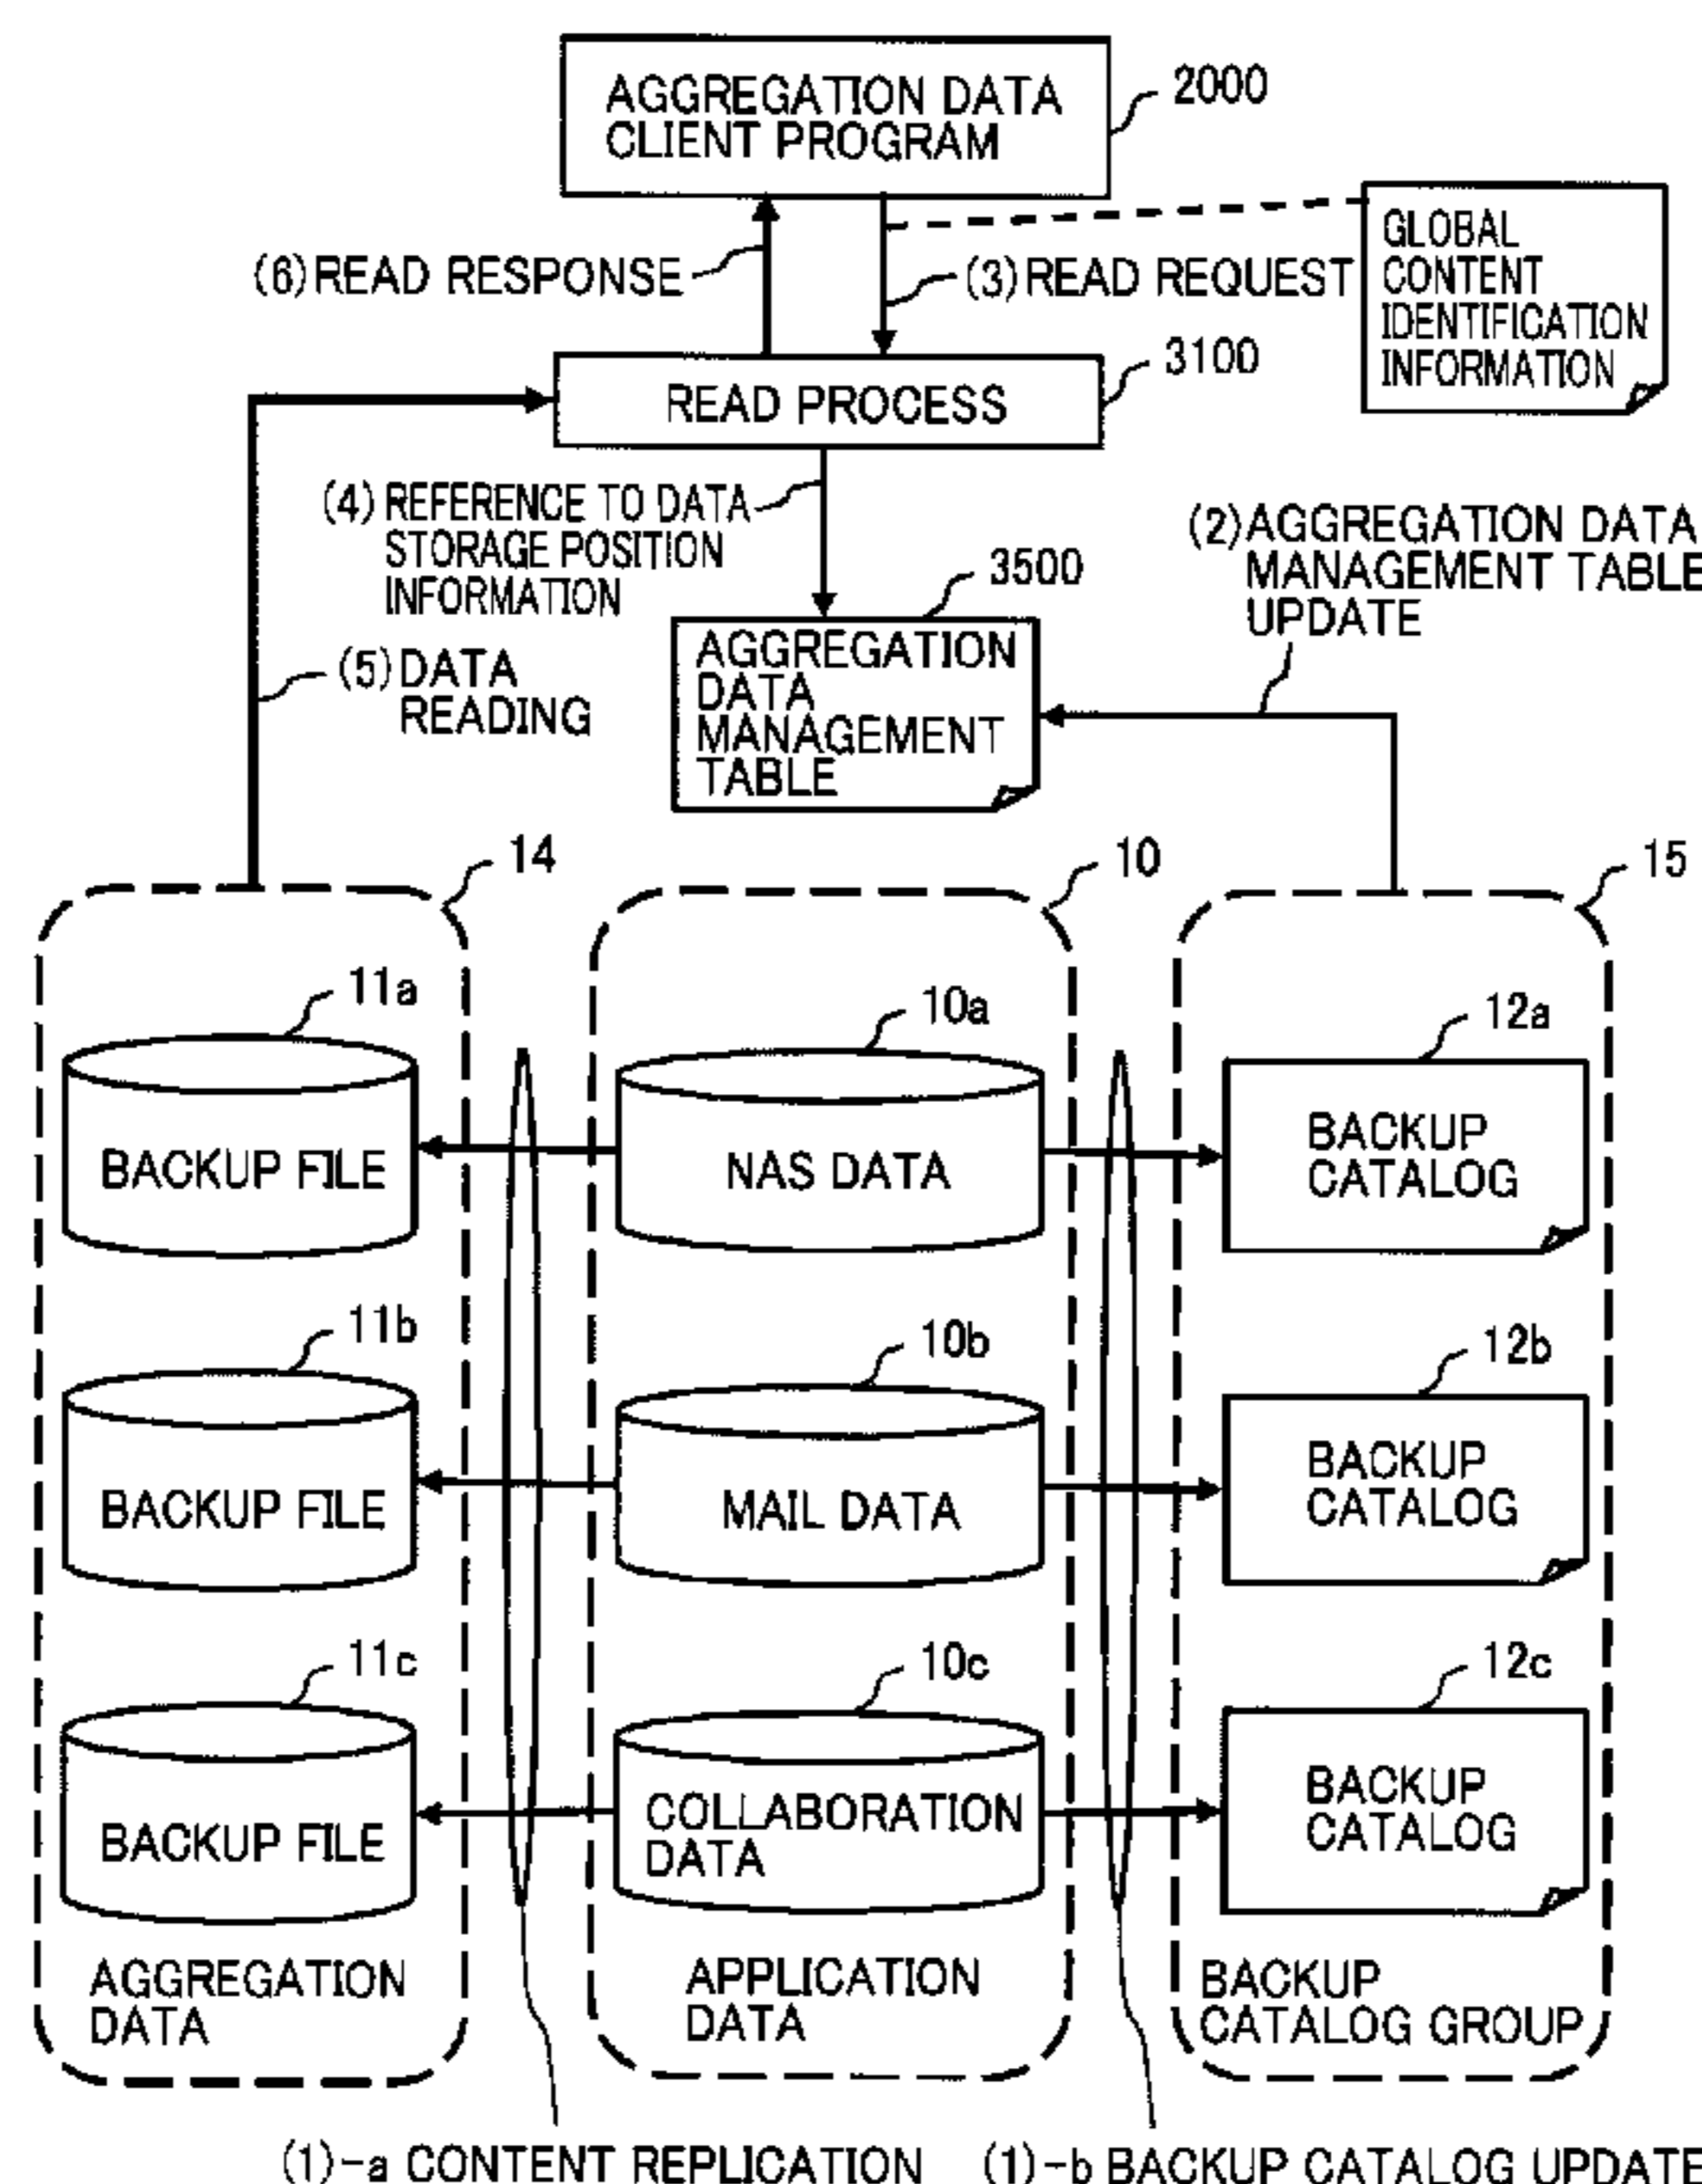 AGGREGATION DATA
CLIENT PROGRAM
2000
GLOBAL
CONTENT
IDENTIFICATION
INFORMATION
(6) READ RESPONSE
(3) READ REQUEST
3100
READ PROCESS
(4) REFERENCE TO DATA
STORAGE POSITION
INFORMATION
(2) AGGREGATION DATA
MANAGEMENT TABLE
UPDATE
3500
AGGREGATION
DATA
MANAGEMENT
TABLE
(5) DATA
READING
14
10
15
11a
10a
12a
BACKUP FILE
NAS DATA
BACKUP
CATALOG
11b
10b
12b
BACKUP FILE
MAIL DATA
BACKUP
CATALOG
11c
10c
12c
BACKUP FILE
COLLABORATION
DATA
BACKUP
CATALOG
AGGREGATION
DATA
APPLICATION
DATA
BACKUP
CATALOG GROUP
(1)-a CONTENT REPLICATION
(1)-b BACKUP CATALOG UPDATE